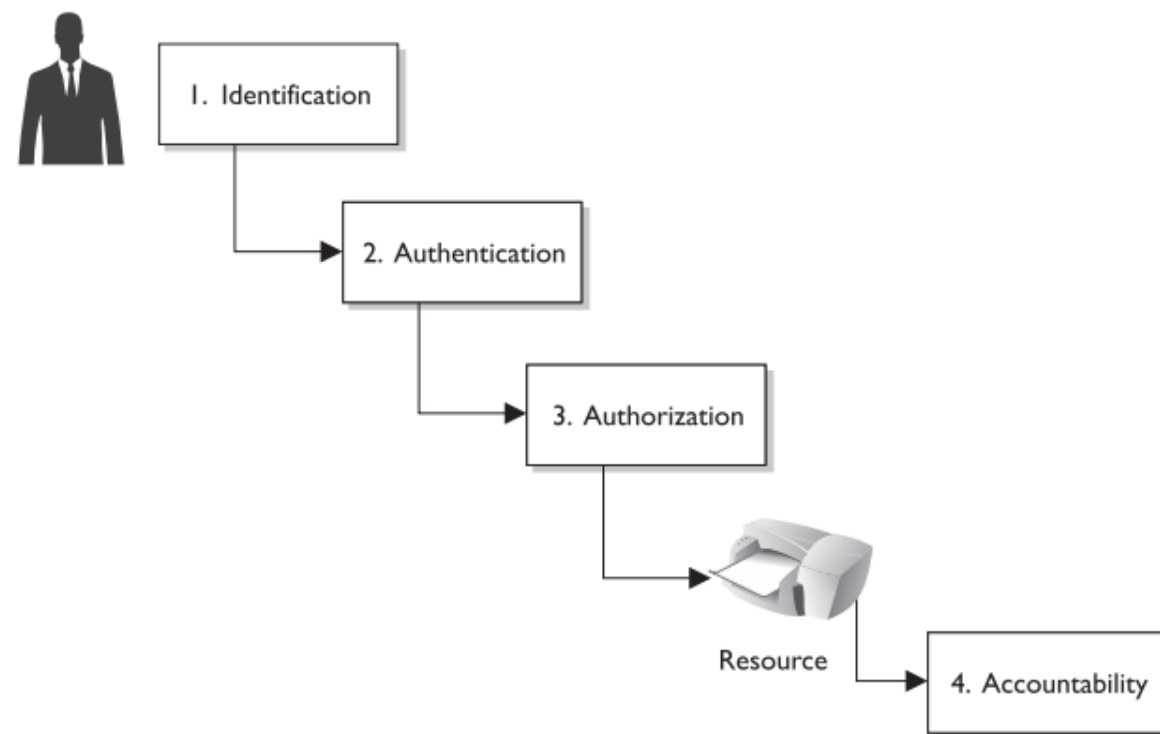 1. Identification
2. Authentication
3. Authorization
Resource
4. Accountability